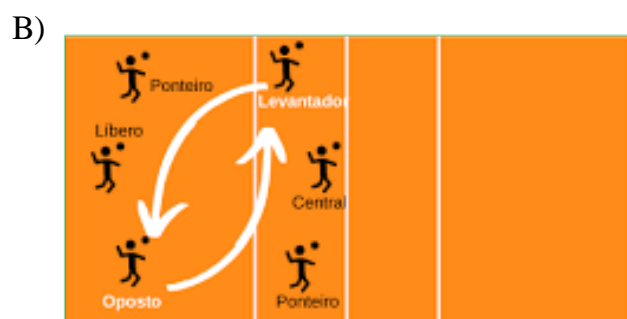 B)
Ponteiro
Levantador
Líbero
Central
Oposto
Ponteiro